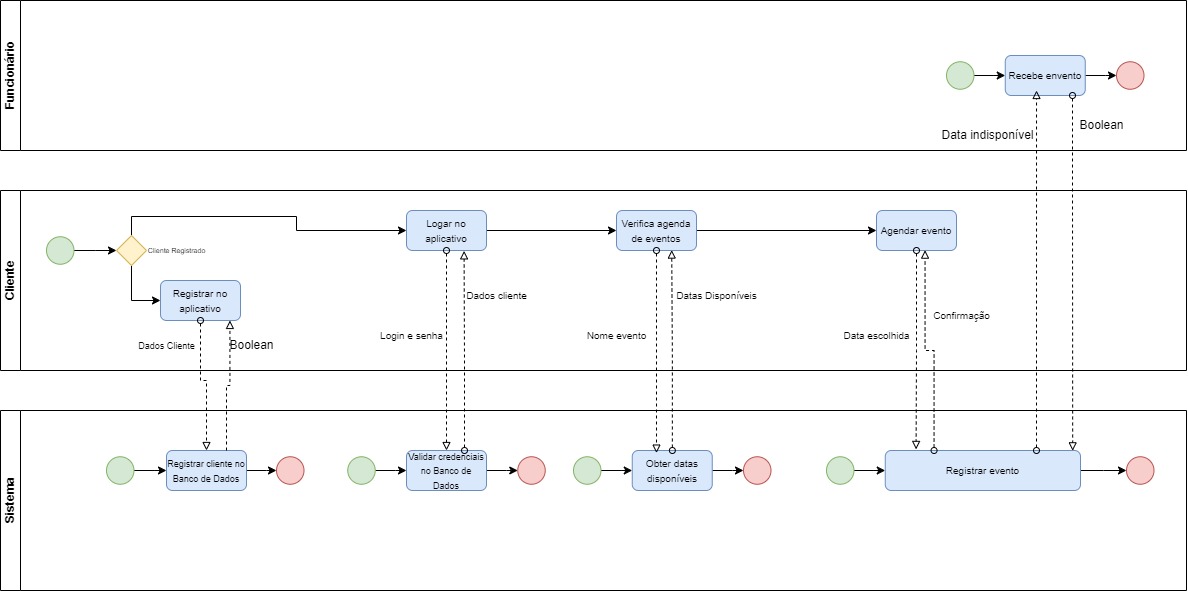 Funcionário
Recebe envento
Data indisponível
Boolean
Cliente
Cliente Registrado
Logar no
aplicativo
Verifica agenda
de eventos
Agendar evento
Registrar no
aplicativo
Dados Cliente
Boolean
Login e senha
Dados cliente
Nome evento
Datas Disponíveis
Data escolhida
Confirmação
Sistema
Registrar cliente no
Banco de Dados
Validar credenciais
no Banco de
Dados
Obter datas
disponíveis
Registrar evento